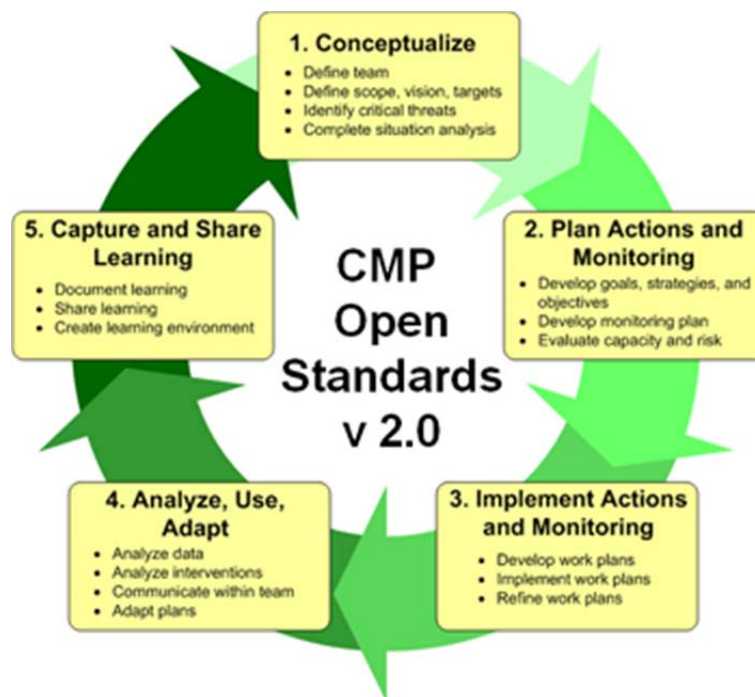 1. Conceptualize
• Define team
• Define scope, vision, targets
• Identify critical threats
• Complete situation analysis
2. Plan Actions and
Monitoring
• Develop goals, strategies, and
objectives
• Develop monitoring plan
• Evaluate capacity and risk
3. Implement Actions
and Monitoring
• Develop work plans
• Implement work plans
• Refine work plans
4. Analyze, Use,
Adapt
• Analyze data
• Analyze interventions
• Communicate within team
• Adapt plans
5. Capture and Share
Learning
• Document learning
• Share learning
• Create learning environment
CMP
Open
Standards
v 2.0